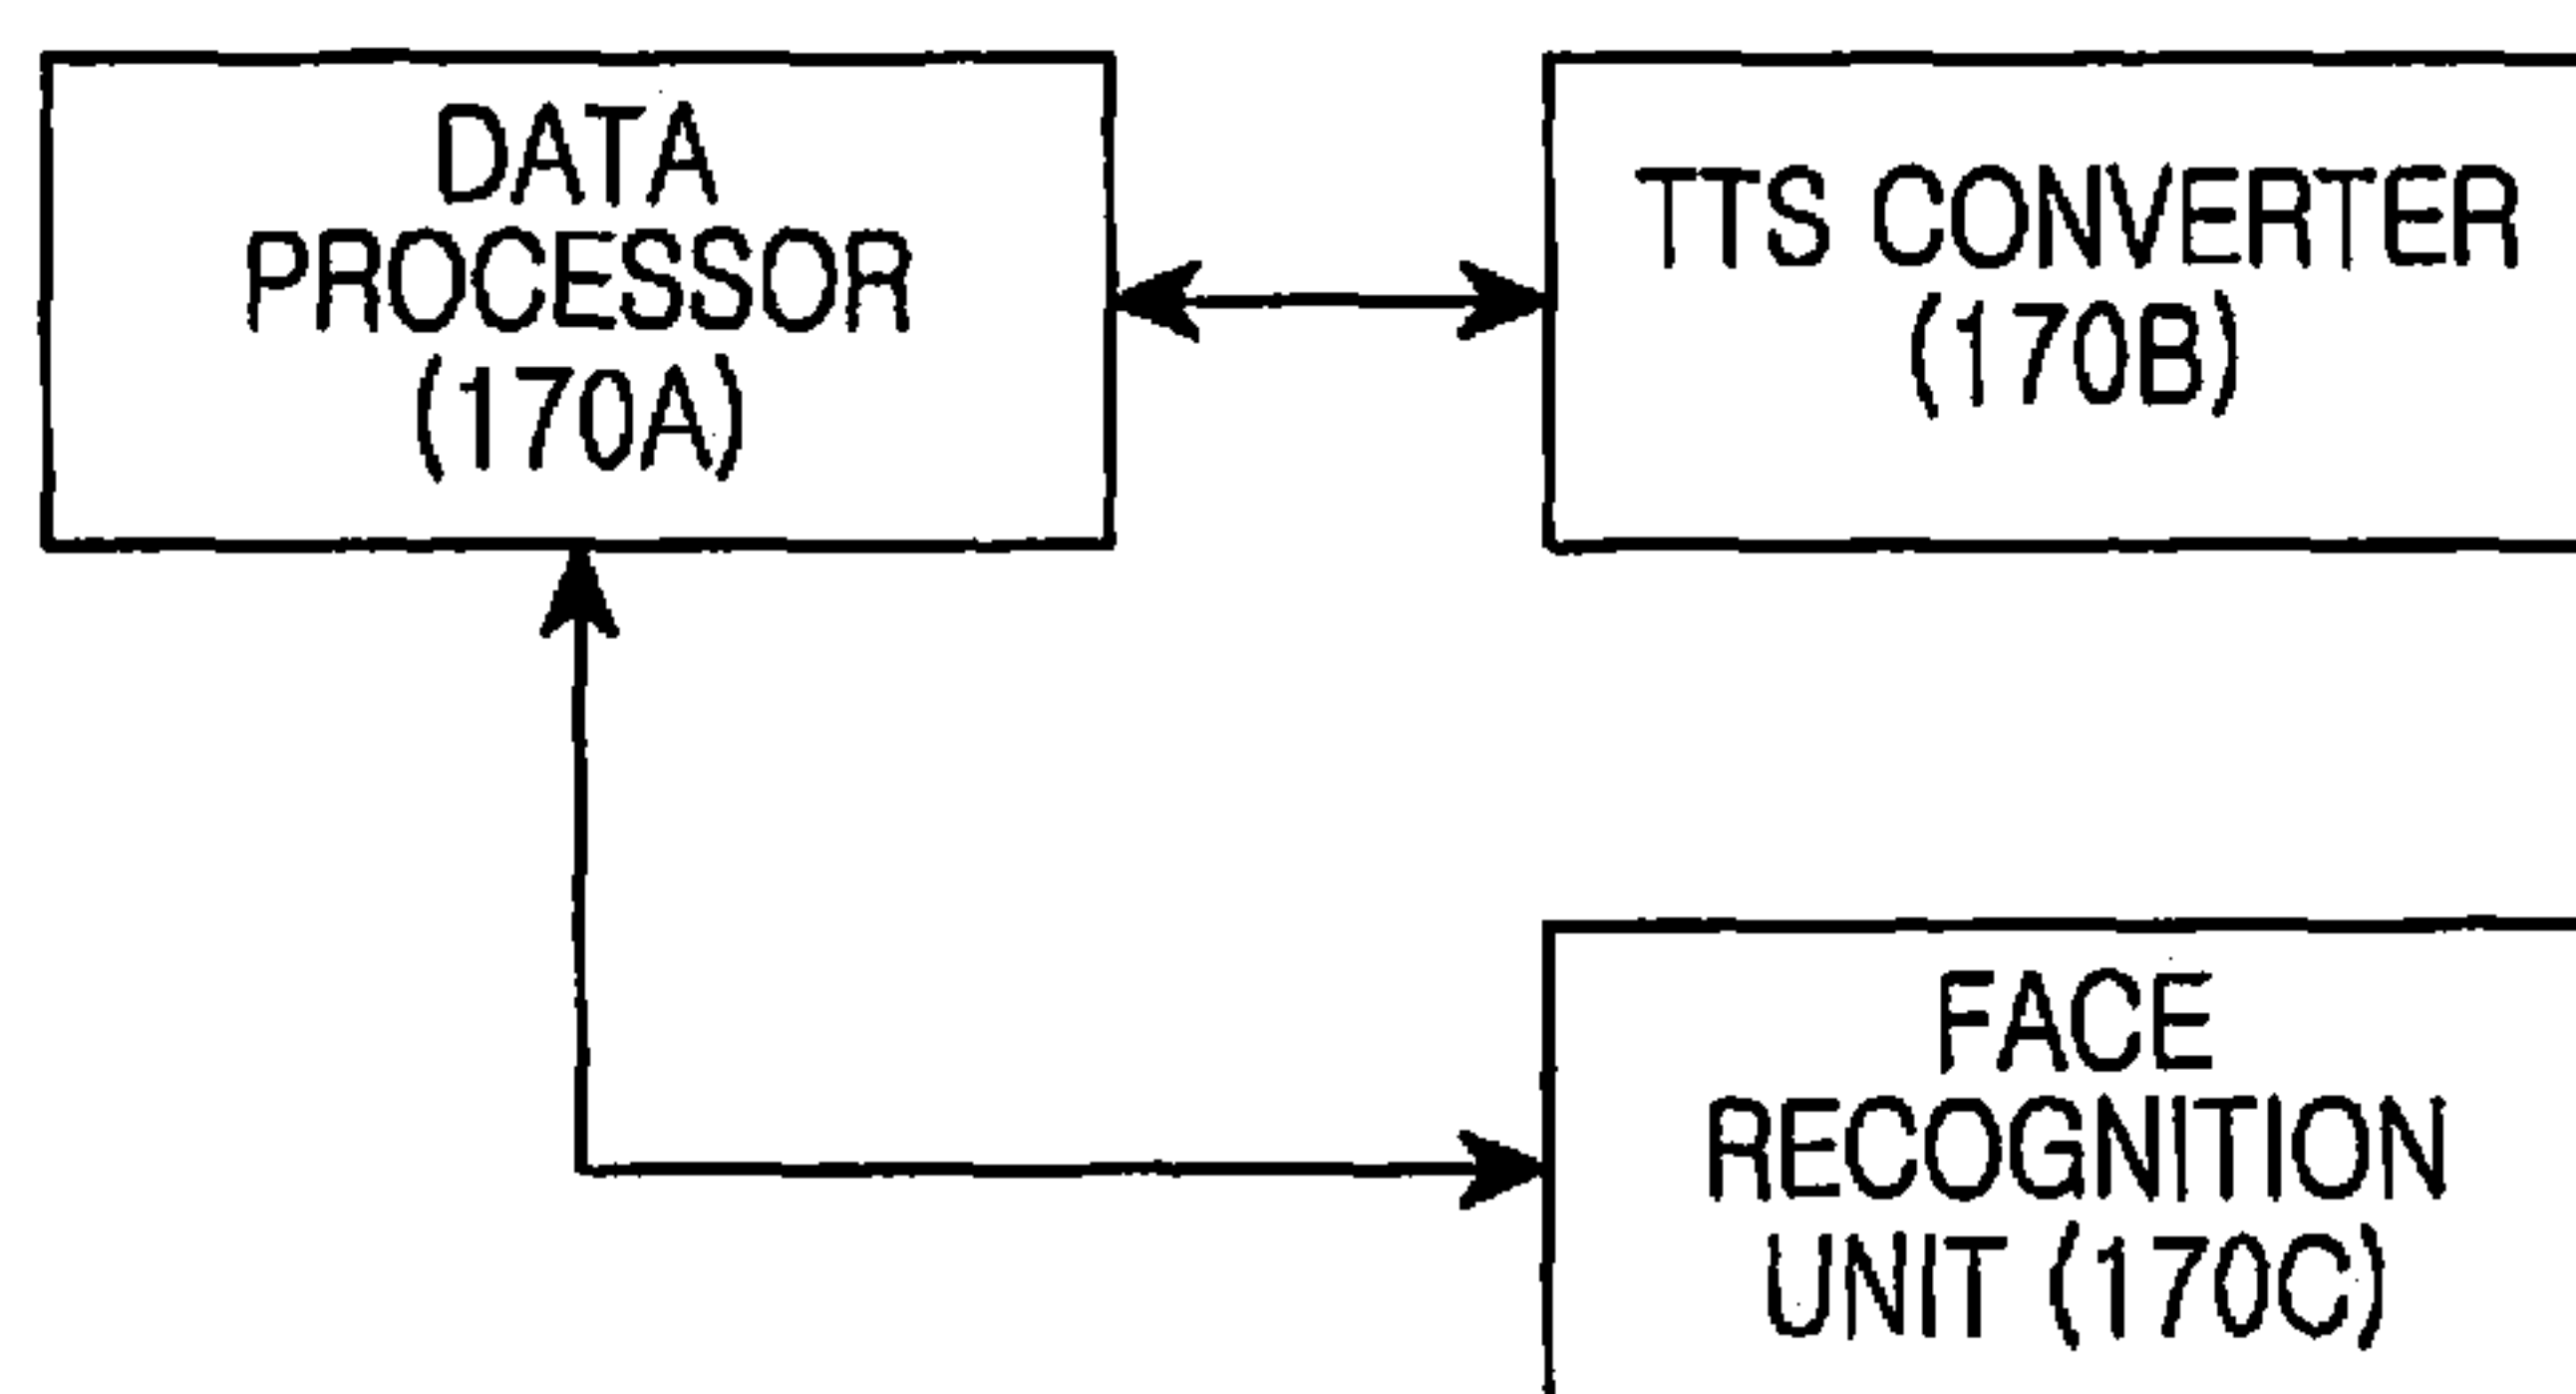 DATA
PROCESSOR
(170A)
TTS CONVERTER
(170B)
FACE
RECOGNITION
UNIT (170C)